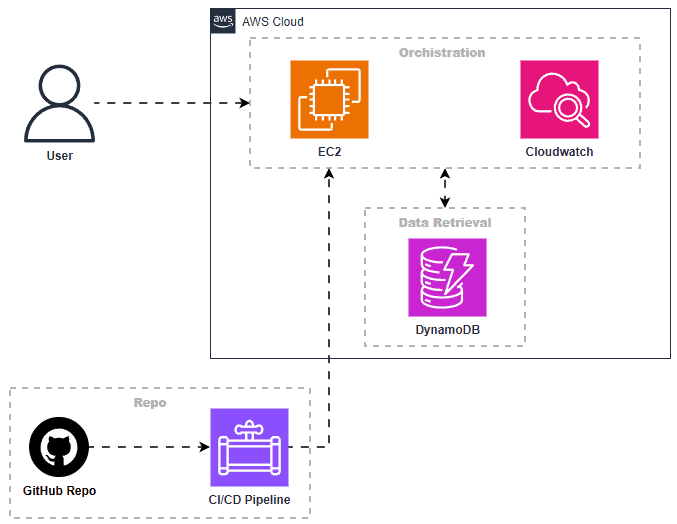 aws
AWS Cloud
Orchistration
EC2
Cloudwatch
User
Data Retrieval
DynamoDB
Repo
GitHub Repo
CI/CD Pipeline